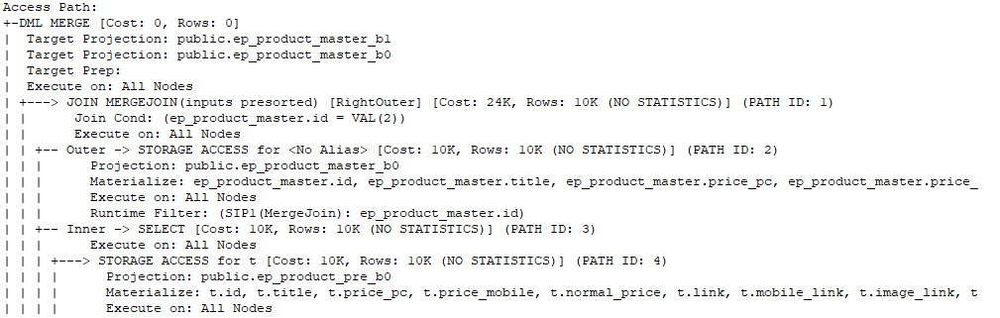 Access Path:
+-DML MERGE [Cost: 0, Rows: 0]
| Target Projection: public.ep_product_master_b1
| Target Projection: public.ep_product_master_b0
| Target Prep:
| Execute on: All Nodes
| +---> JOIN MERGEJOIN(inputs presorted) [RightOuter] [Cost: 24K, Rows: 10K (NO STATISTICS)] (PATH ID: 1)
| | Join Cond: (ep_product_master.id = VAL(2))
| | Execute on: All Nodes
| | +-- Outer -> STORAGE ACCESS for <No Alias> [Cost: 10K, Rows: 10K (NO STATISTICS)] (PATH ID: 2)
| | | Projection: public.ep_product_master_b0
| | | Materialize: ep_product_master.id, ep_product_master.title, ep_product_master.price_pc, ep_product_master.price_
| | | Execute on: All Nodes
| | | Runtime Filter: (SIP1(MergeJoin): ep_product_master.id)
| | +-- Inner -> SELECT [Cost: 10K, Rows: 10K (NO STATISTICS)] (PATH ID: 3)
| | | Execute on: All Nodes
| | | +---> STORAGE ACCESS for t [Cost: 10K, Rows: 10K (NO STATISTICS)] (PATH ID: 4)
| | | | Projection: public.ep_product_pre_b0
| | | | Materialize: t.id, t.title, t.price_pc, t.price_mobile, t.normal_price, t.link, t.mobile_link, t.image_link, t
| | | | Execute on: All Nodes